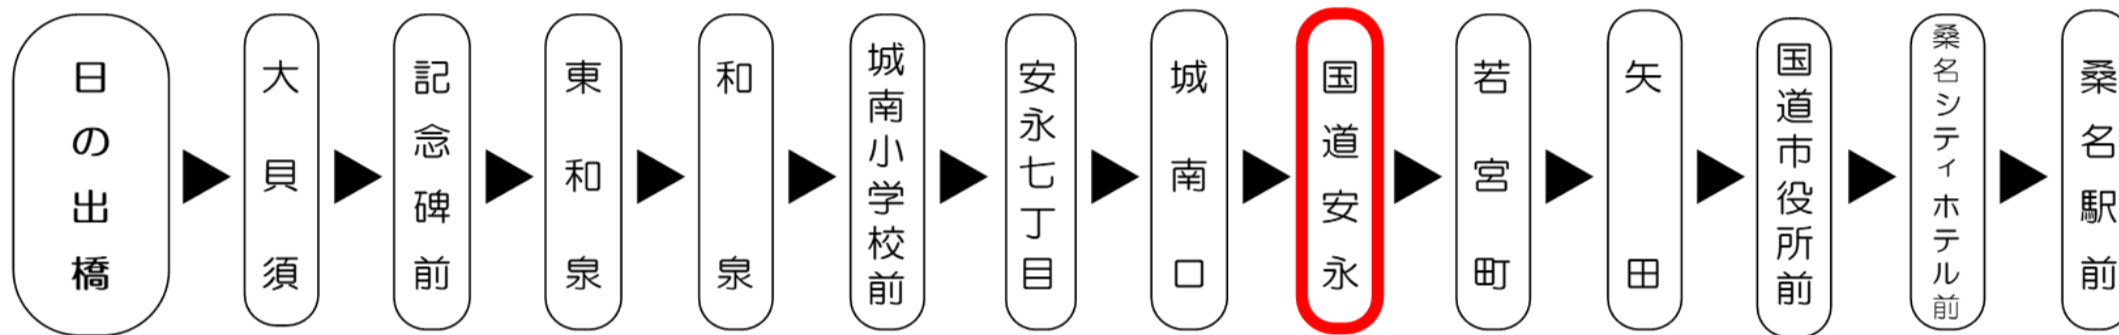 日の出橋
大貝須
記念碑前
東和泉
和泉
城南小学校前
安永七丁目
城南口
国道安永
若宮町
矢田
国道市役所前
桑名シティホテル前
桑名駅前